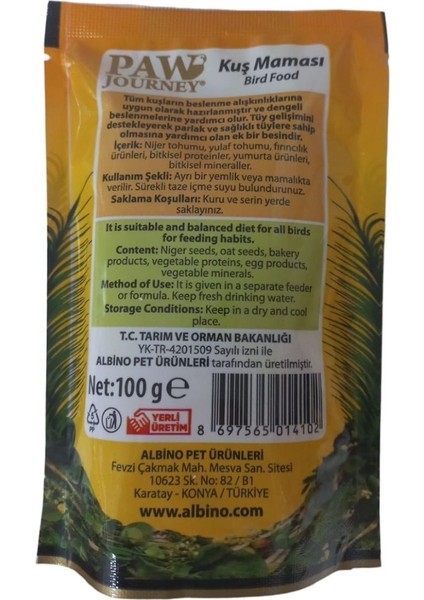 PAW
JOURNEY®
Kuş Maması
Bird Food
Tüm kuşların beslenme alışkınlıklarına
uygun olarak hazırlanmıştır ve dengeli
beslenmelerine yardımcı olur. Tüy gelişimini
destekleyerek parlak ve sağlıklı tüylere sahip
olmasına yardımcı olan ek bir besindir.
İçerik: Nijer tohumu, yulaf tohumu, fırıncılık
ürünleri, bitkisel proteinler, yumurta ürünleri,
bitkisel mineraller.
Kullanım Şekli: Ayrı bir yemlik veya mamalıkta
verilir. Sürekli taze içme suyu bulundurunuz.
Saklama Koşulları: Kuru ve serin yerde
saklayınız.
It is suitable and balanced diet for all birds
for feeding habits.
Content: Niger seeds, oat seeds, bakery
products, vegetable proteins, egg products,
vegetable minerals.
Method of Use: It is given in a separate feeder
or formula. Keep fresh drinking water.
Storage Conditions: Keep in a dry and cool
place.
T.C. TARIM VE ORMAN BAKANLIĞI
YK-TR-4201509 Sayılı izni ile
ALBİNO PET ÜRÜNLERİ tarafından üretilmiştir.
Net:100 g ℮
5
PP
YERLİ
ÜRETİM
8 697565 014102
ALBİNO PET ÜRÜNLERİ
Fevzi Çakmak Mah. Mesva San. Sitesi
10623 Sk. No: 82 / B1
Karatay - KONYA / TÜRKİYE
www.albino.com